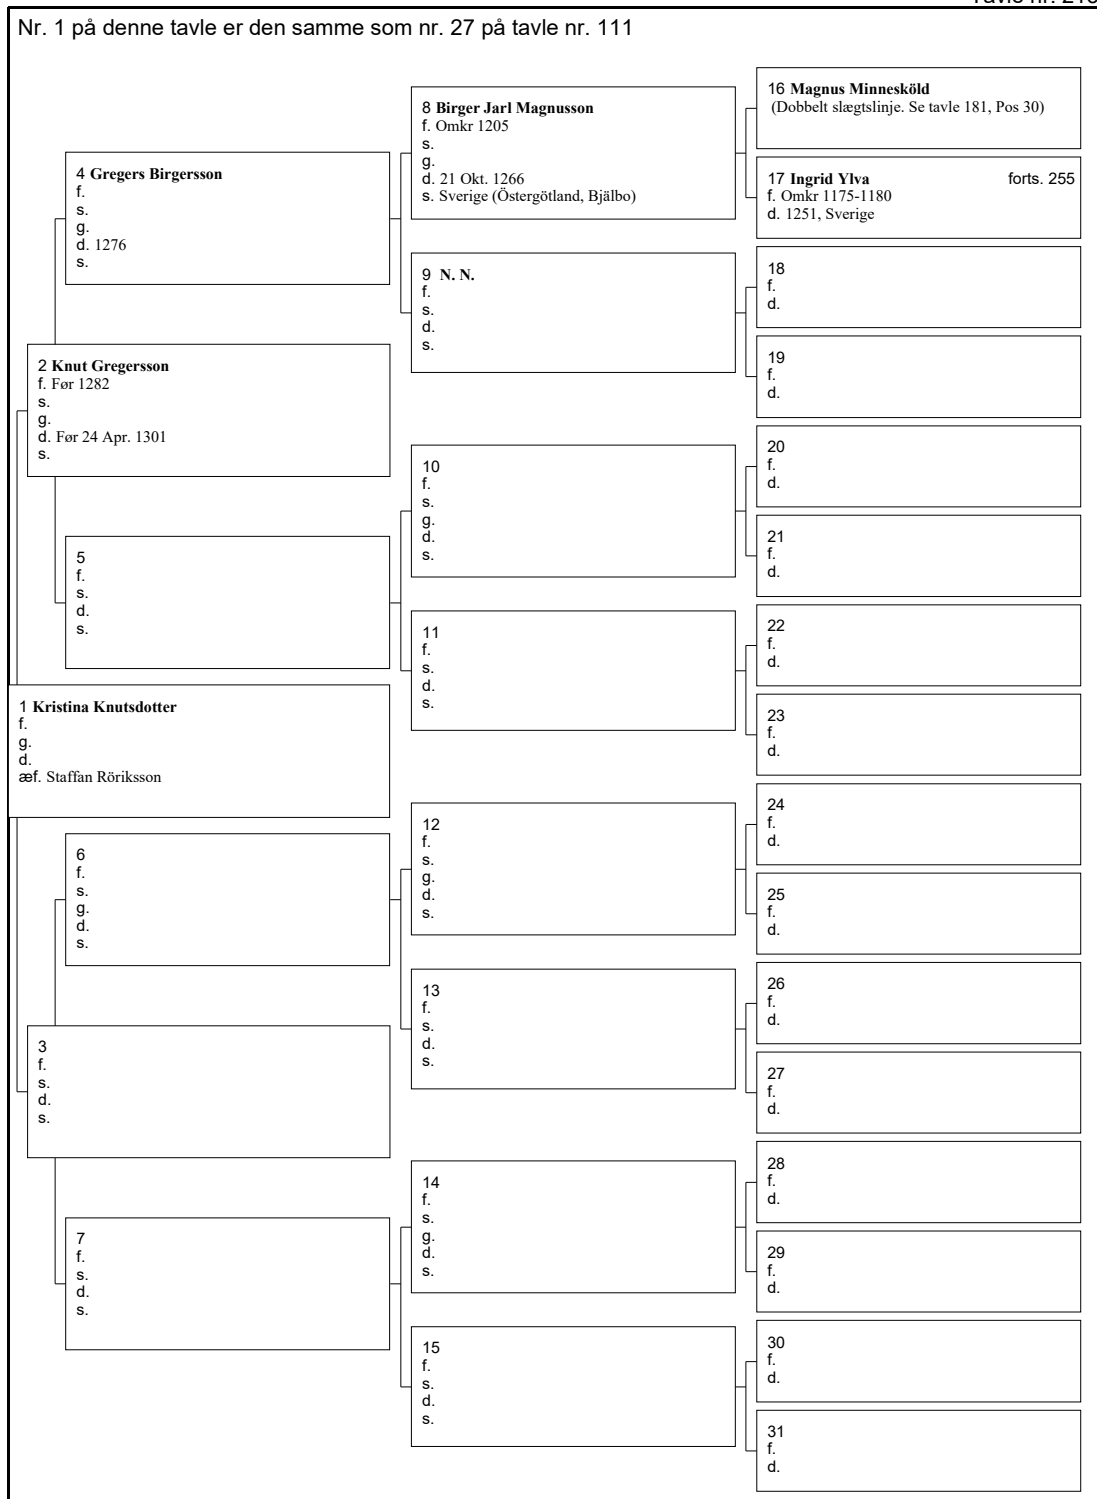 Nr. 1 på denne tavle er den samme som nr. 27 på tavle nr. 111
16 Magnus Minnesköld
(Dobbelt slægtslinje. Se tavle 181, Pos 30)
8 Birger Jarl Magnusson
f. Omkr 1205
s.
g.
d. 21 Okt. 1266
s. Sverige (Östergötland, Bjälbo)
4 Gregers Birgersson
f.
s.
g.
d. 1276
s.
17 Ingrid Ylva forts. 255
f. Omkr 1175-1180
d. 1251, Sverige
9 N. N.
f.
s.
d.
s.
18
f.
d.
2 Knut Gregersson
f. Før 1282
s.
g.
d. Før 24 Apr. 1301
s.
19
f.
d.
10
f.
s.
g.
d.
s.
20
f.
d.
21
f.
d.
5
f.
s.
d.
s.
11
f.
s.
d.
s.
22
f.
d.
23
f.
d.
1 Kristina Knutsdotter
f.
g.
d.
æf. Staffan Röriksson
12
f.
s.
g.
d.
s.
24
f.
d.
6
f.
s.
g.
d.
s.
25
f.
d.
13
f.
s.
d.
s.
26
f.
d.
3
f.
s.
d.
s.
27
f.
d.
14
f.
s.
g.
d.
s.
28
f.
d.
7
f.
s.
d.
s.
29
f.
d.
15
f.
s.
d.
s.
30
f.
d.
31
f.
d.